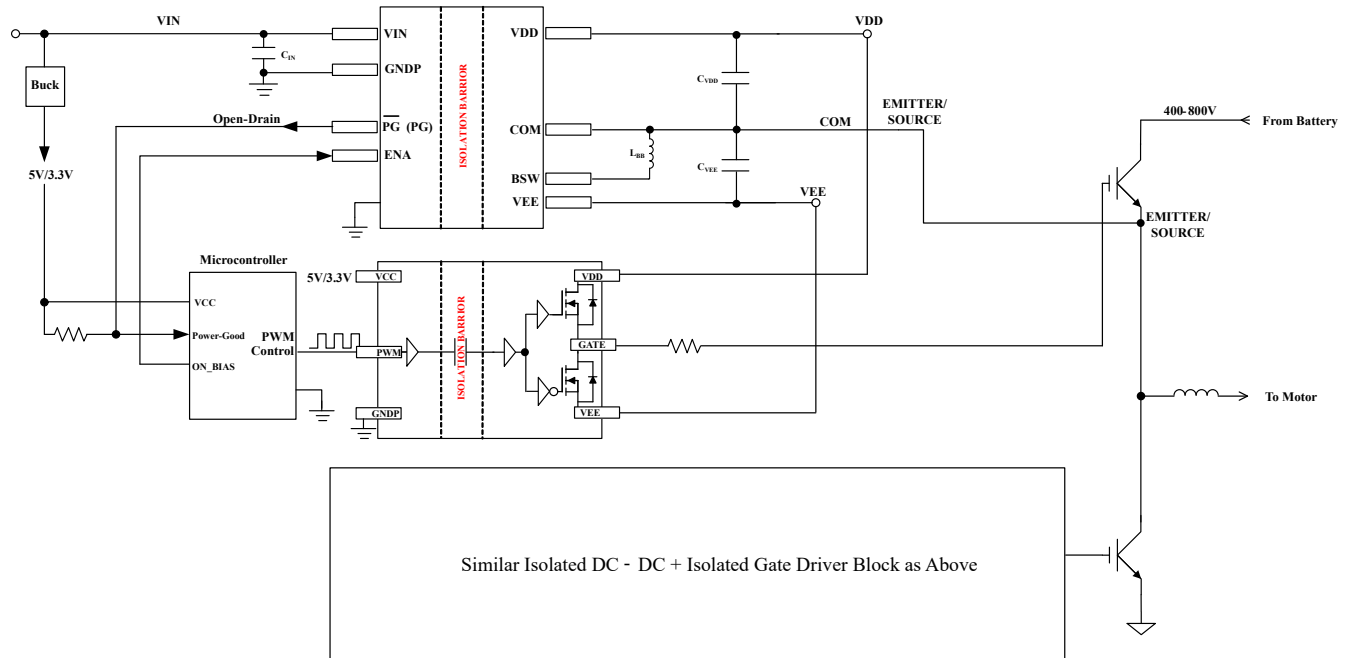 VIN
VDD
VIN
VDD
Buck
C_IN
GNDP
C_VDD
ISOLATION BARRIER
Open-Drain
PG (PG)
COM
COM
EMITTER/
SOURCE
400-800V
From Battery
ENA
L_BB
C_VEE
5V/3.3V
BSW
VEE
VEE
EMITTER/
SOURCE
Microcontroller
5V/3.3V
VCC
VDD
VCC
ISOLATION BARRIER
Power-Good
PWM
Control
PWM
GATE
ON_BIAS
GNDP
VEE
To Motor
Similar Isolated DC - DC + Isolated Gate Driver Block as Above